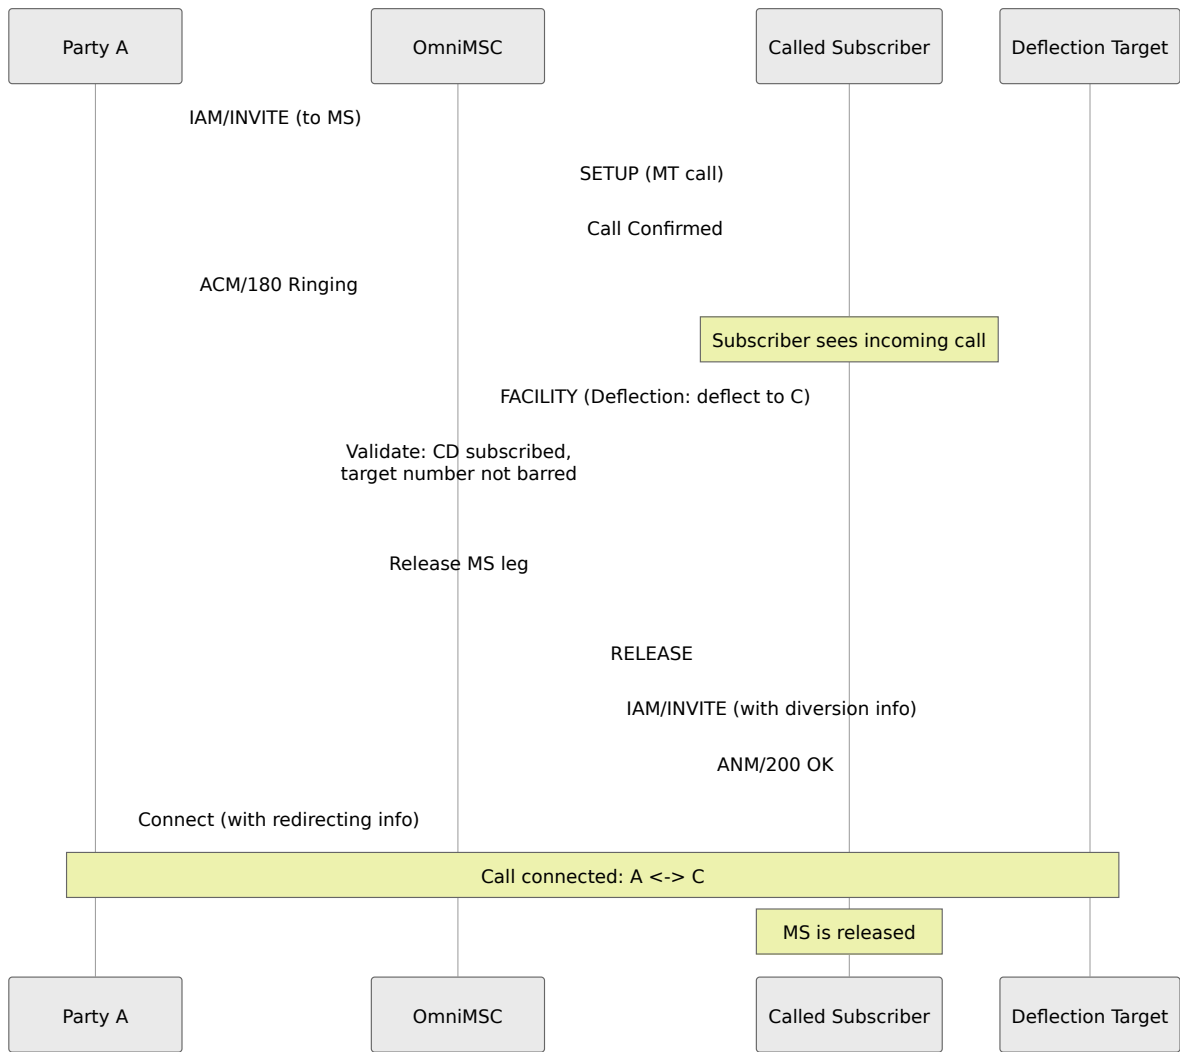 Party A
OmniMSC
Called Subscriber
Deflection Target
IAM/INVITE (to MS)
SETUP (MT call)
Call Confirmed
ACM/180 Ringing
Subscriber sees incoming call
FACILITY (Deflection: deflect to C)
Validate: CD subscribed,
target number not barred
Release MS leg
RELEASE
IAM/INVITE (with diversion info)
ANM/200 OK
Connect (with redirecting info)
Call connected: A <-> C
MS is released
Party A
OmniMSC
Called Subscriber
Deflection Target